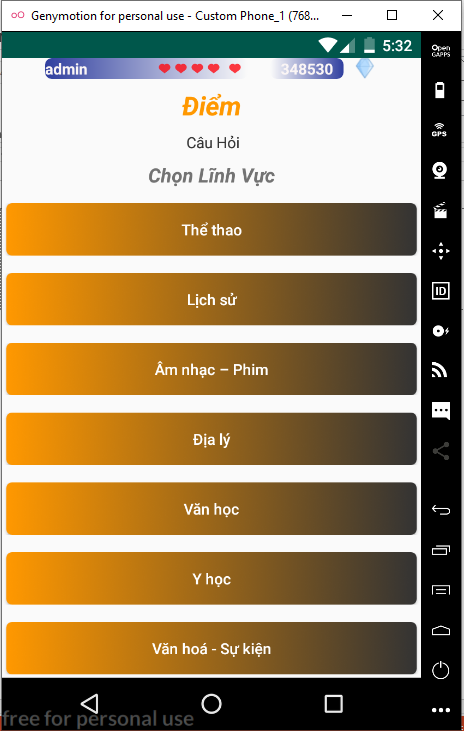 Genymotion for personal use - Custom Phone_1 (768...
5:32
Open
GAPPS
admin
348530
Điểm
GPS
Câu Hỏi
Chọn Lĩnh Vực
Thể thao
Lịch sử
ID
Âm nhạc – Phim
Địa lý
Văn học
Y học
Văn hoá - Sự kiện
free for personal use